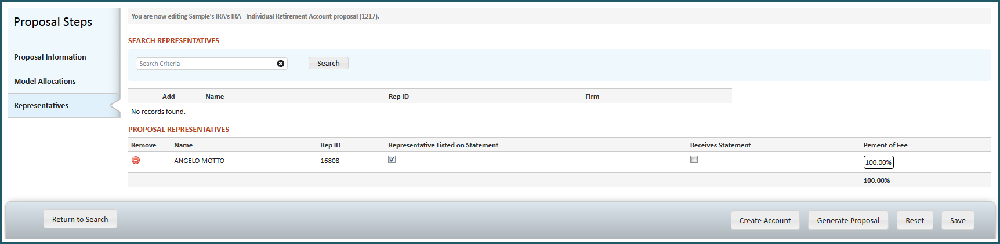 Proposal Steps
Proposal Information
Model Allocations
Representatives
You are now editing Sample's IRA's IRA - Individual Retirement Account proposal (1217).
SEARCH REPRESENTATIVES
Search Criteria Search
Add Name Rep ID Firm
No records found.
PROPOSAL REPRESENTATIVES
Remove Name Rep ID Representative Listed on Statement Receives Statement Percent of Fee
ANGELO MOTTO 16808 100.00%
100.00%
Return to Search Create Account Generate Proposal Reset Save